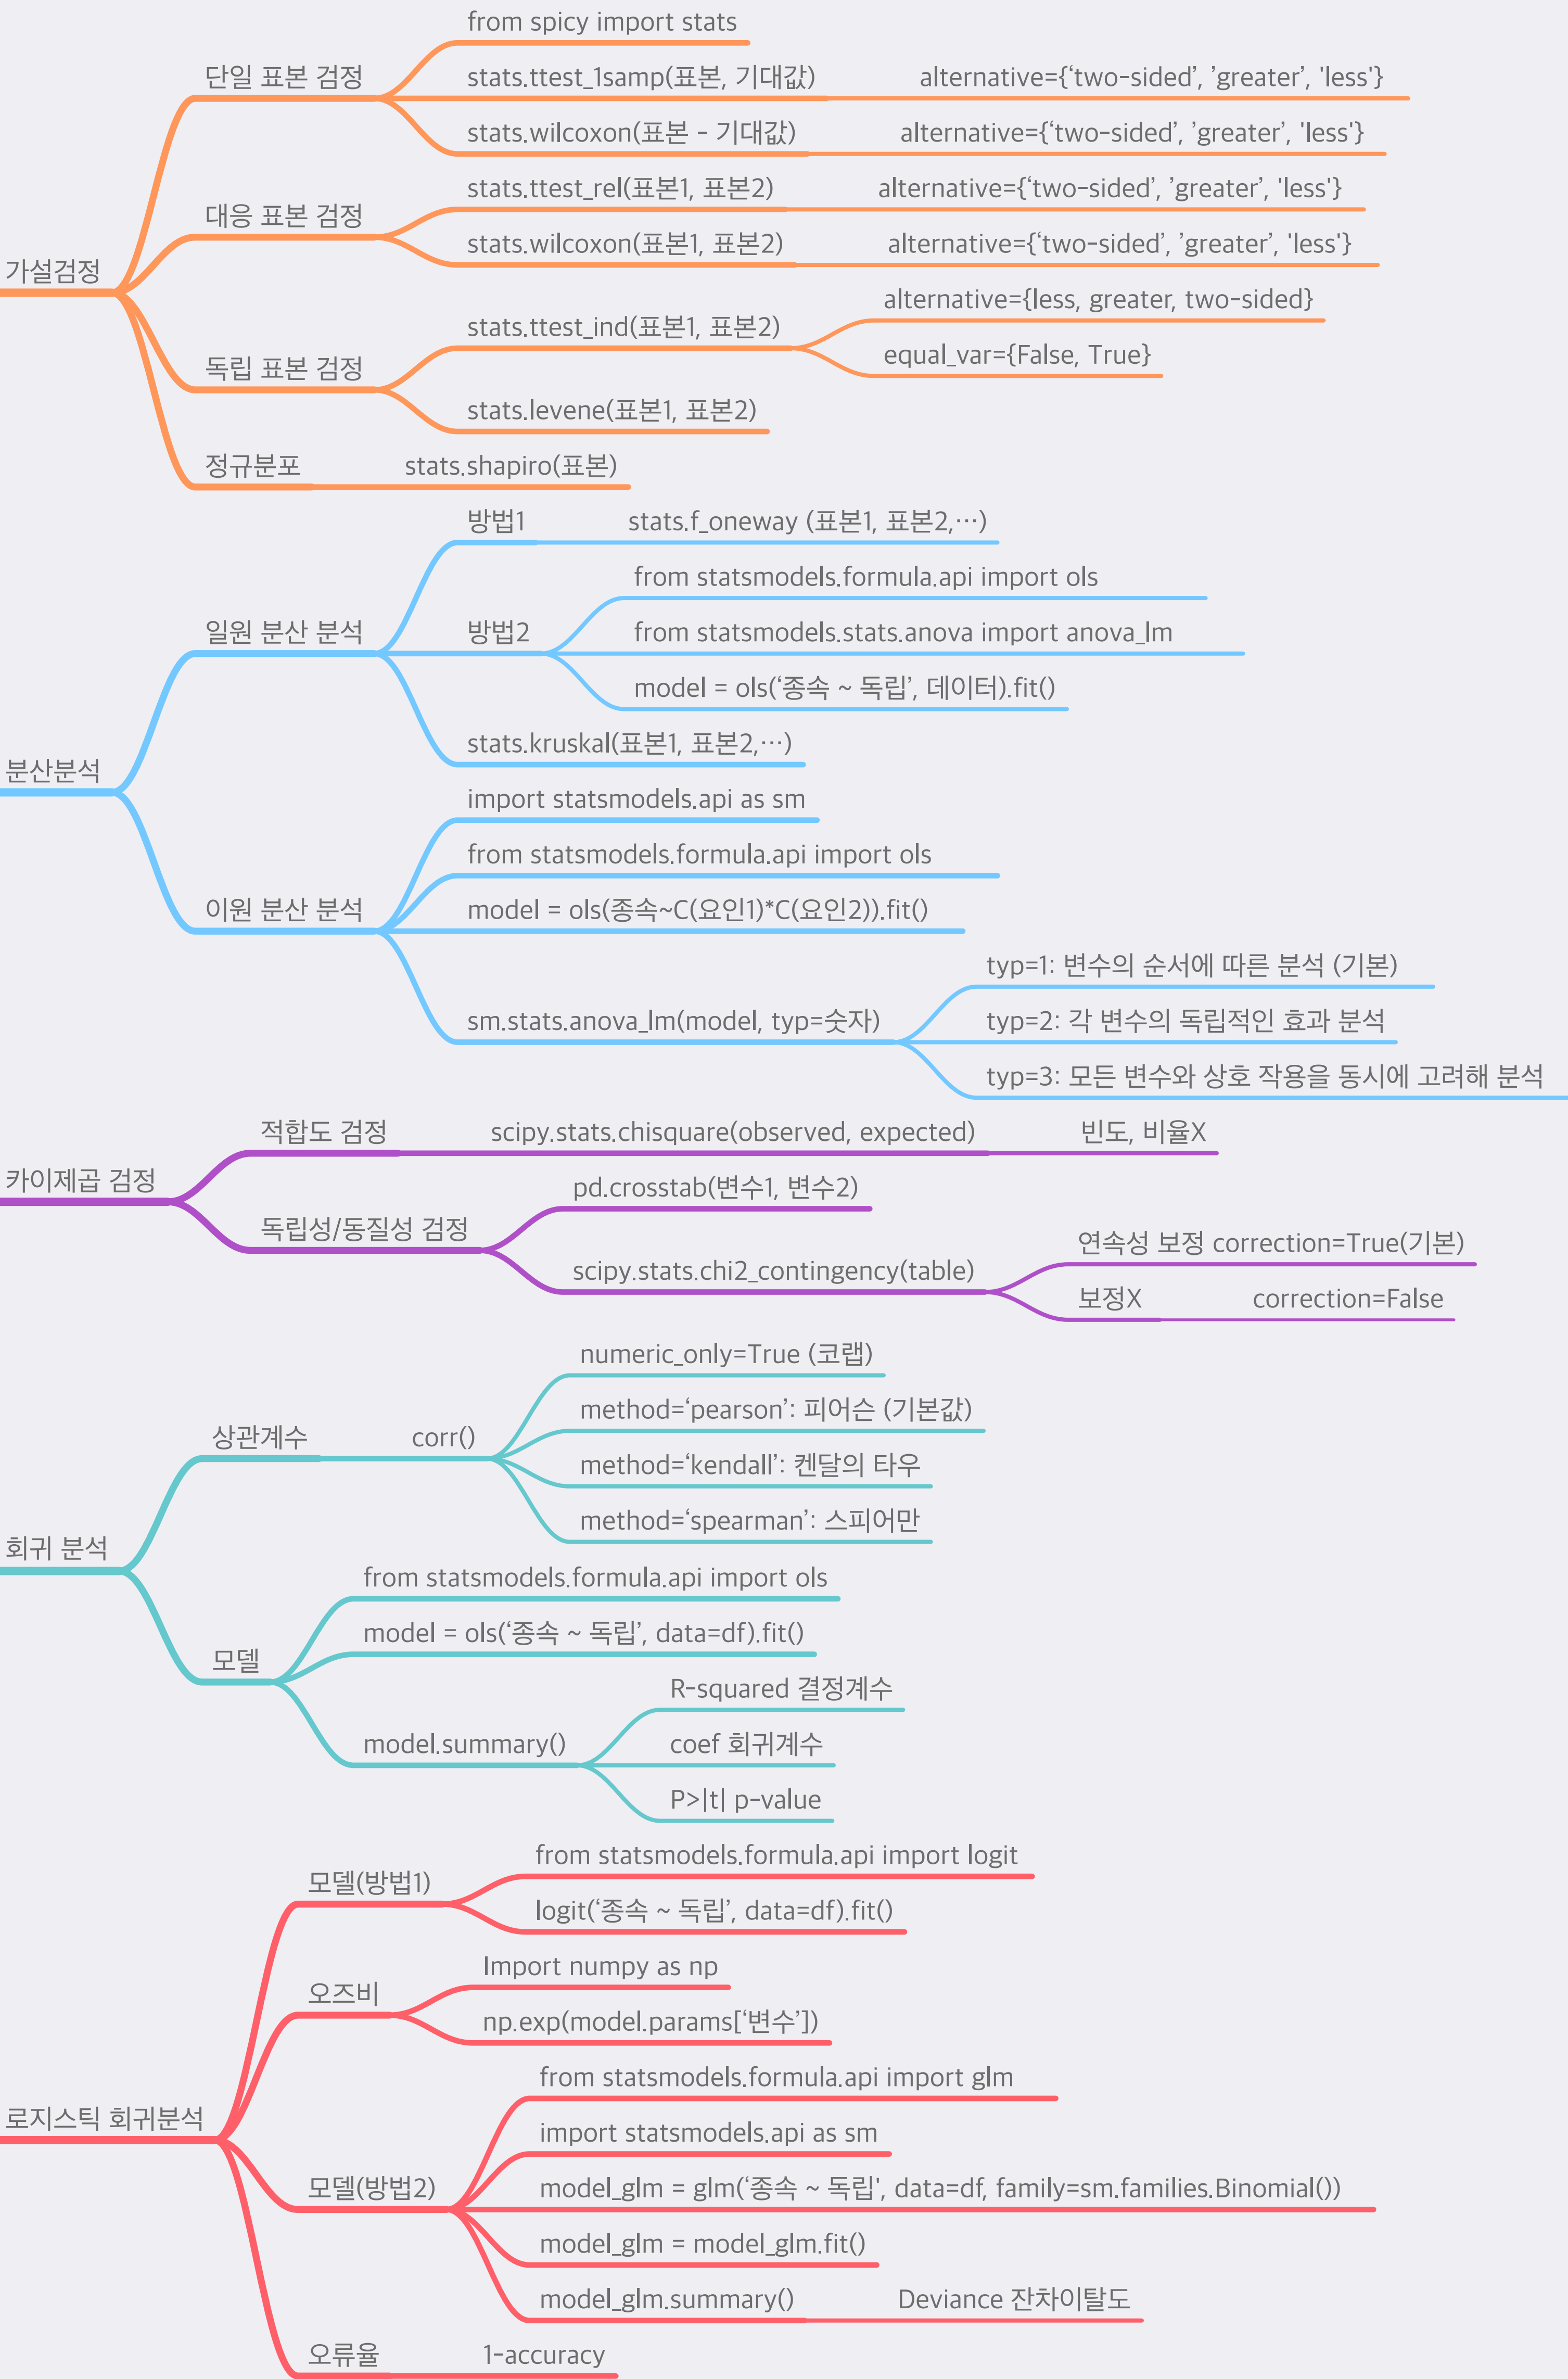 가설검정
단일 표본 검정
from spicy import stats
stats.ttest_1samp(표본, 기대값)
alternative={‘two-sided’, ’greater’, 'less'}
stats.wilcoxon(표본 - 기대값)
alternative={‘two-sided’, ’greater’, 'less'}
대응 표본 검정
stats.ttest_rel(표본1, 표본2)
alternative={‘two-sided’, ’greater’, 'less'}
stats.wilcoxon(표본1, 표본2)
alternative={‘two-sided’, ’greater’, 'less'}
독립 표본 검정
stats.ttest_ind(표본1, 표본2)
alternative={less, greater, two-sided}
equal_var={False, True}
stats.levene(표본1, 표본2)
정규분포
stats.shapiro(표본)
분산분석
일원 분산 분석
방법1
stats.f_oneway (표본1, 표본2,…)
방법2
from statsmodels.formula.api import ols
from statsmodels.stats.anova import anova_lm
model = ols(‘종속 ~ 독립’, 데이터).fit()
stats.kruskal(표본1, 표본2,…)
이원 분산 분석
import statsmodels.api as sm
from statsmodels.formula.api import ols
model = ols(종속~C(요인1)*C(요인2)).fit()
sm.stats.anova_lm(model, typ=숫자)
typ=1: 변수의 순서에 따른 분석 (기본)
typ=2: 각 변수의 독립적인 효과 분석
typ=3: 모든 변수와 상호 작용을 동시에 고려해 분석
카이제곱 검정
적합도 검정
scipy.stats.chisquare(observed, expected)
빈도, 비율X
독립성/동질성 검정
pd.crosstab(변수1, 변수2)
scipy.stats.chi2_contingency(table)
연속성 보정 correction=True(기본)
보정X
correction=False
회귀 분석
상관계수
corr()
numeric_only=True (코랩)
method=‘pearson’: 피어슨 (기본값)
method=‘kendall’: 켄달의 타우
method=‘spearman’: 스피어만
모델
from statsmodels.formula.api import ols
model = ols(‘종속 ~ 독립’, data=df).fit()
model.summary()
R-squared 결정계수
coef 회귀계수
P>|t| p-value
로지스틱 회귀분석
모델(방법1)
from statsmodels.formula.api import logit
logit(‘종속 ~ 독립’, data=df).fit()
오즈비
Import numpy as np
np.exp(model.params[‘변수’])
모델(방법2)
from statsmodels.formula.api import glm
import statsmodels.api as sm
model_glm = glm(‘종속 ~ 독립', data=df, family=sm.families.Binomial())
model_glm = model_glm.fit()
model_glm.summary()
Deviance 잔차이탈도
오류율
1-accuracy